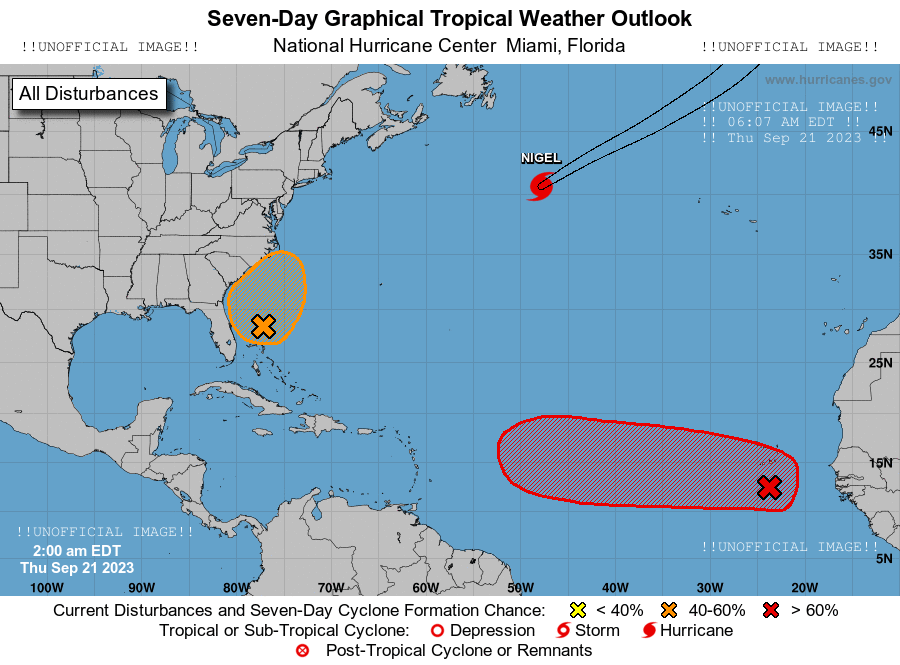 Seven-Day Graphical Tropical Weather Outlook
!!UNOFFICIAL IMAGE!! National Hurricane Center  Miami, Florida !!UNOFFICIAL IMAGE!!
www.hurricanes.gov
All Disturbances
!!UNOFFICIAL IMAGE!!
!! 06:07 AM EDT !!
45N
!! Thu Sep 21 2023 !!
NIGEL
35N
25N
15N
!!UNOFFICIAL IMAGE!!
!!UNOFFICIAL IMAGE!!
2:00 am EDT
5N
Thu Sep 21 2023
100W 90W 80W 70W 60W 50W 40W 30W 20W
Current Disturbances and Seven-Day Cyclone Formation Chance: < 40% 40-60% > 60%
Tropical or Sub-Tropical Cyclone: Depression Storm Hurricane
Post-Tropical Cyclone or Remnants